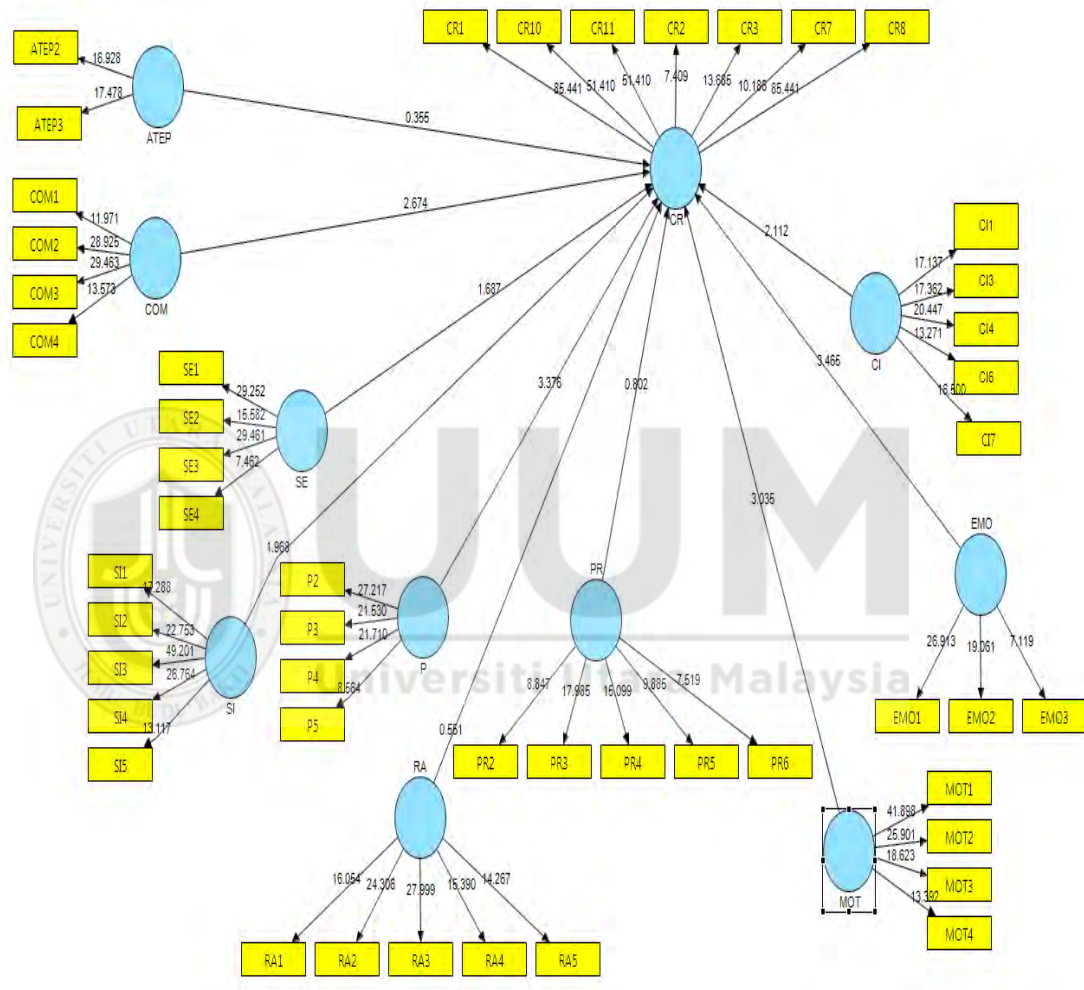 CR1 CR10 CR11 CR2 CR3 CR7 CR8
85.441 51.410 51.410 7.409 13.685 10.186 85.441
CR
ATEP2
ATEP3
16.928
17.478
ATEP
0.355
COM1
COM2
COM3
COM4
11.971
28.925
29.463
13.573
COM
2.674
SE1
SE2
SE3
SE4
29.252
15.582
29.461
7.462
SE
1.687
CI1
CI3
CI4
CI6
CI7
17.137
17.362
20.447
13.271
16.500
CI
2.112
3.376
0.802
3.466
3.035
1.968
0.551
SI1
SI2
SI3
SI4
SI5
17.288
22.753
49.201
26.764
13.117
SI
P2
P3
P4
P5
27.217
21.530
21.710
8.564
P
PR
8.847 17.985 16.099 9.885 7.519
PR2 PR3 PR4 PR5 PR6
EMO
26.913 19.061 7.119
EMO1 EMO2 EMO3
RA
16.054 24.306 27.999 15.390 14.267
RA1 RA2 RA3 RA4 RA5
MOT1
MOT2
MOT3
MOT4
41.898
25.901
18.623
13.392
MOT
UUM
Universiti Utara Malaysia
UNIVERSITI UTARA MALAYSIA